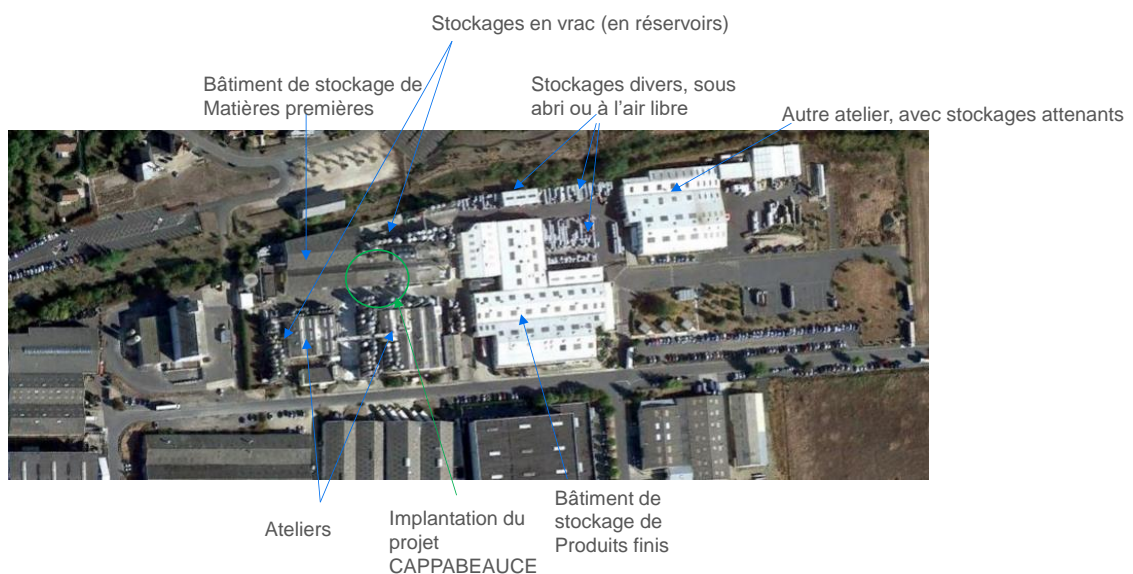 Stockages en vrac (en réservoirs)
Bâtiment de stockage de
Matières premières
Stockages divers, sous
abri ou à l'air libre
Autre atelier, avec stockages attenants
Ateliers
Implantation du
projet
CAPPABEAUCE
Bâtiment de
stockage de
Produits finis